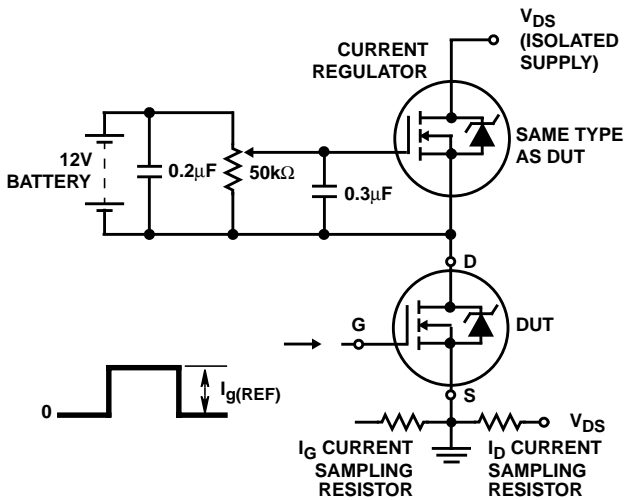 V_DS
(ISOLATED
SUPPLY)
CURRENT
REGULATOR
SAME TYPE
AS DUT
12V
BATTERY
0.2μF
50kΩ
0.3μF
D
G
DUT
I_g(REF)
0
S
V_DS
I_G CURRENT
SAMPLING
RESISTOR
I_D CURRENT
SAMPLING
RESISTOR